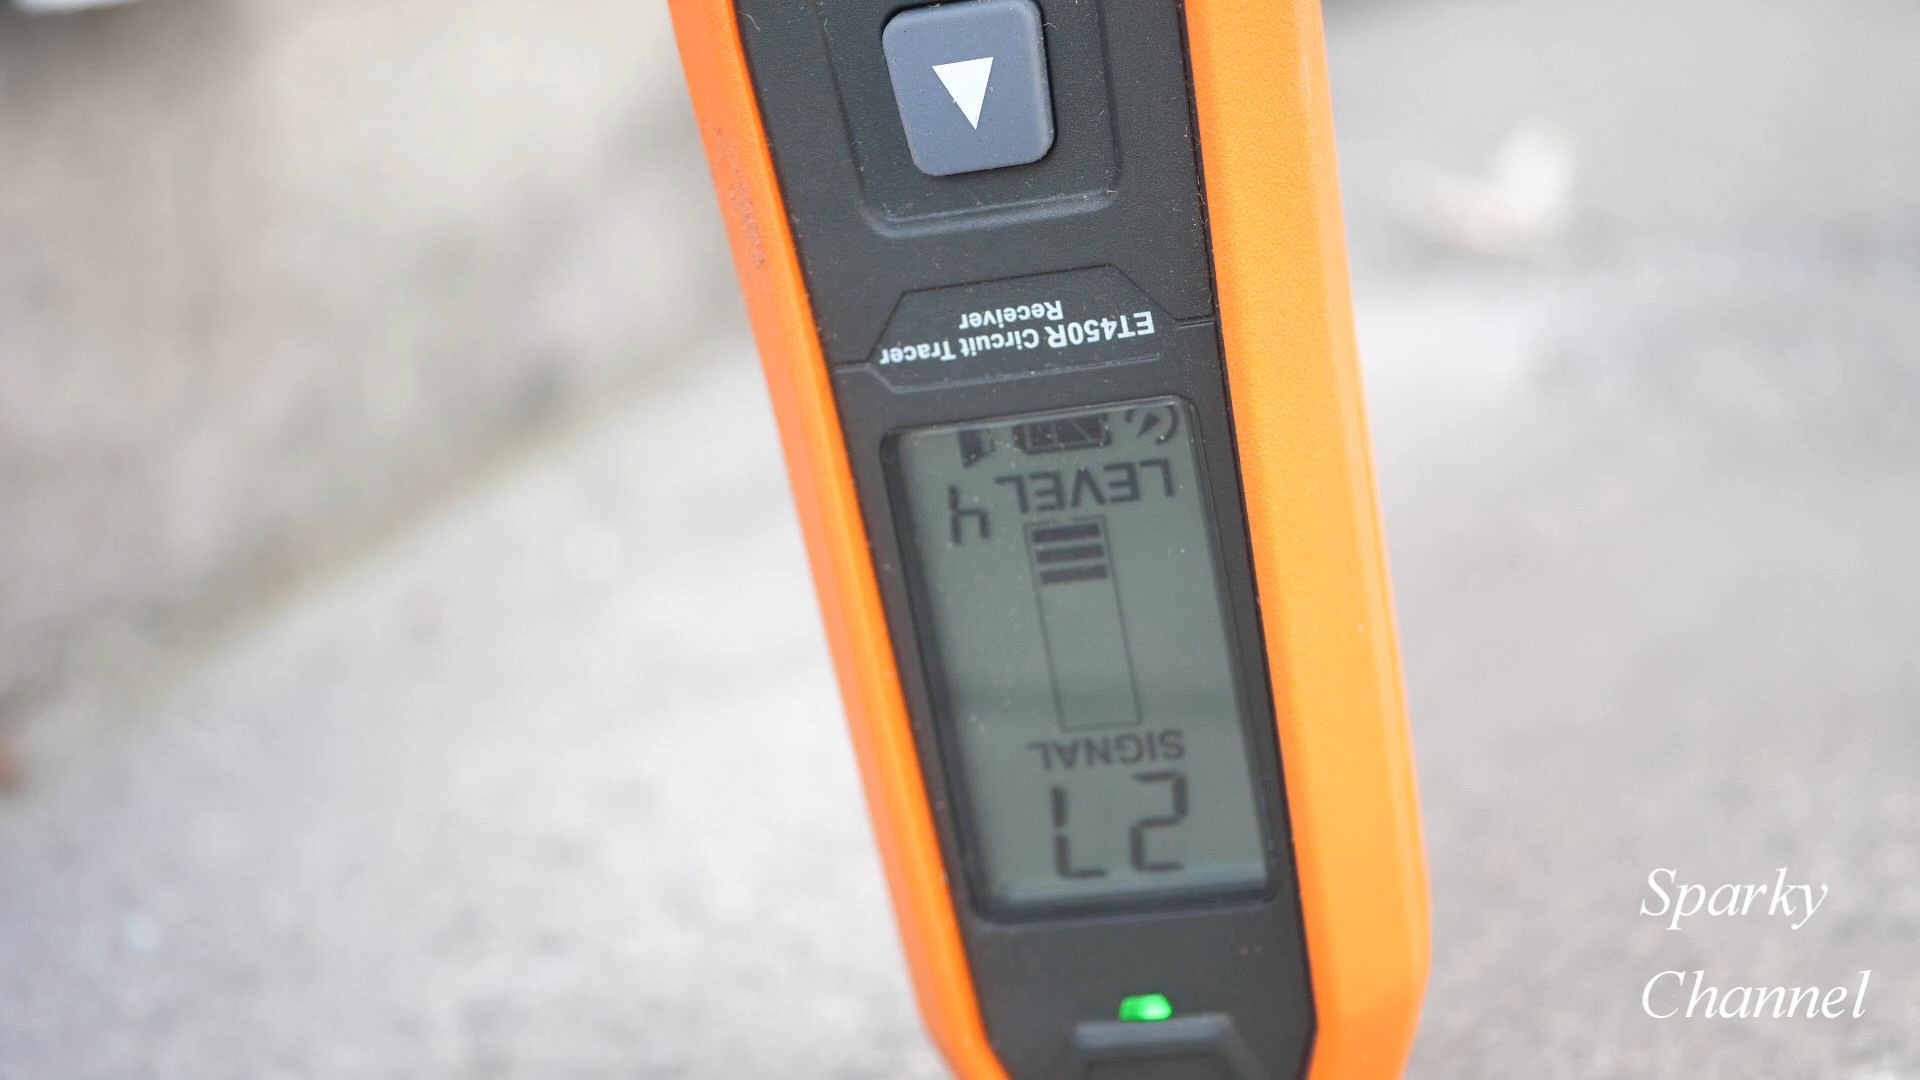 27
SIGNAL
LEVEL 4
ET450R Circuit Tracer
Receiver
Sparky
Channel